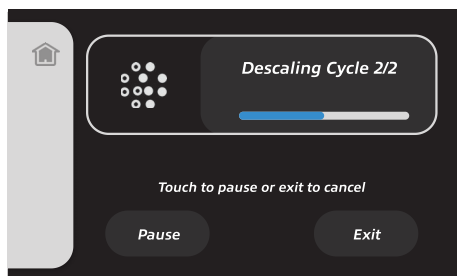 Descaling Cycle 2/2
Touch to pause or exit to cancel
Pause
Exit